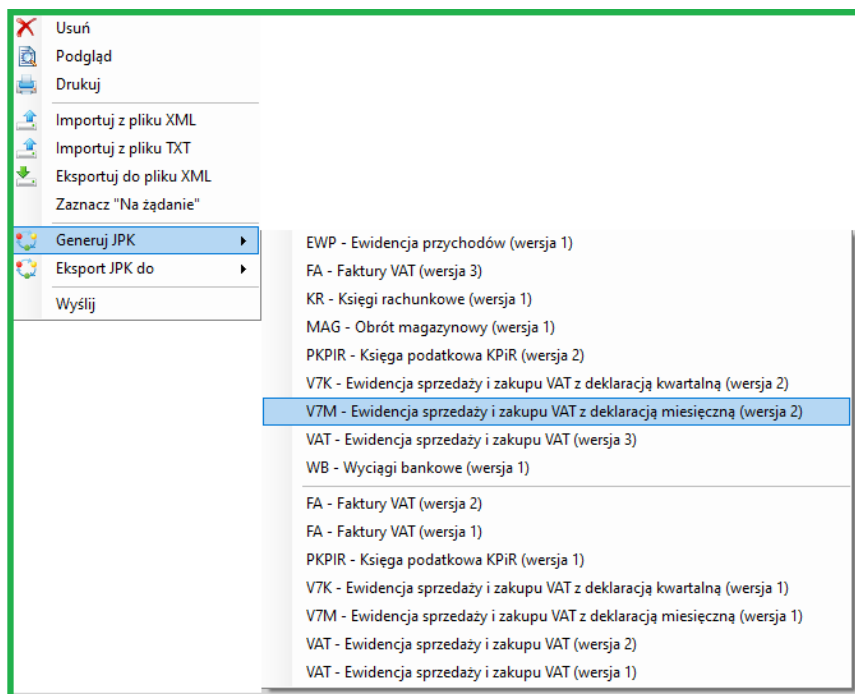 Usuń
Podgląd
Drukuj
Importuj z pliku XML
Importuj z pliku TXT
Eksportuj do pliku XML
Zaznacz "Na żądanie"
Generuj JPK
Eksport JPK do
Wyślij
EWP - Ewidencja przychodów (wersja 1)
FA - Faktury VAT (wersja 3)
KR - Księgi rachunkowe (wersja 1)
MAG - Obrót magazynowy (wersja 1)
PKPIR - Księga podatkowa KPiR (wersja 2)
V7K - Ewidencja sprzedaży i zakupu VAT z deklaracją kwartalną (wersja 2)
V7M - Ewidencja sprzedaży i zakupu VAT z deklaracją miesięczną (wersja 2)
VAT - Ewidencja sprzedaży i zakupu VAT (wersja 3)
WB - Wyciągi bankowe (wersja 1)
FA - Faktury VAT (wersja 2)
FA - Faktury VAT (wersja 1)
PKPIR - Księga podatkowa KPiR (wersja 1)
V7K - Ewidencja sprzedaży i zakupu VAT z deklaracją kwartalną (wersja 1)
V7M - Ewidencja sprzedaży i zakupu VAT z deklaracją miesięczną (wersja 1)
VAT - Ewidencja sprzedaży i zakupu VAT (wersja 2)
VAT - Ewidencja sprzedaży i zakupu VAT (wersja 1)